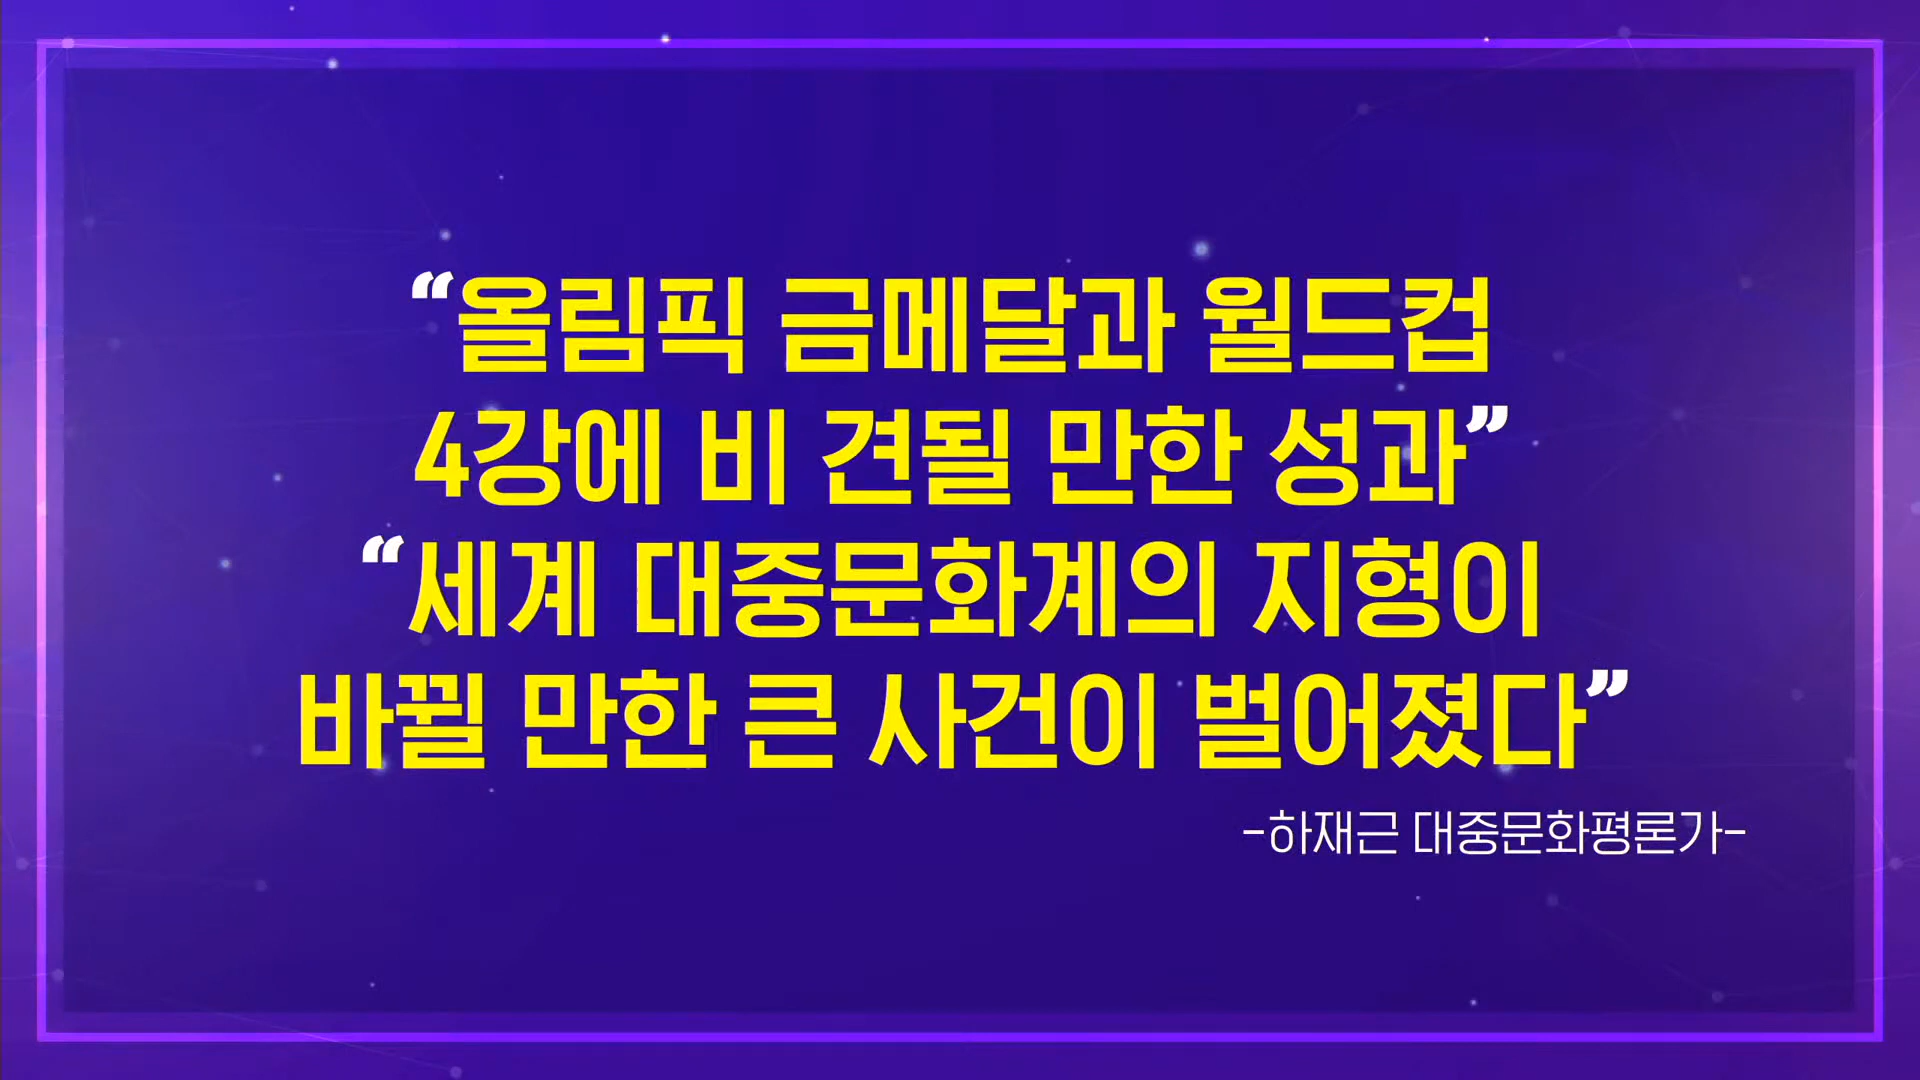 “올림픽 금메달과 월드컵
4강에 비 견될 만한 성과”
“세계 대중문화계의 지형이
바뀔 만한 큰 사건이 벌어졌다”
-하재근 대중문화평론가-